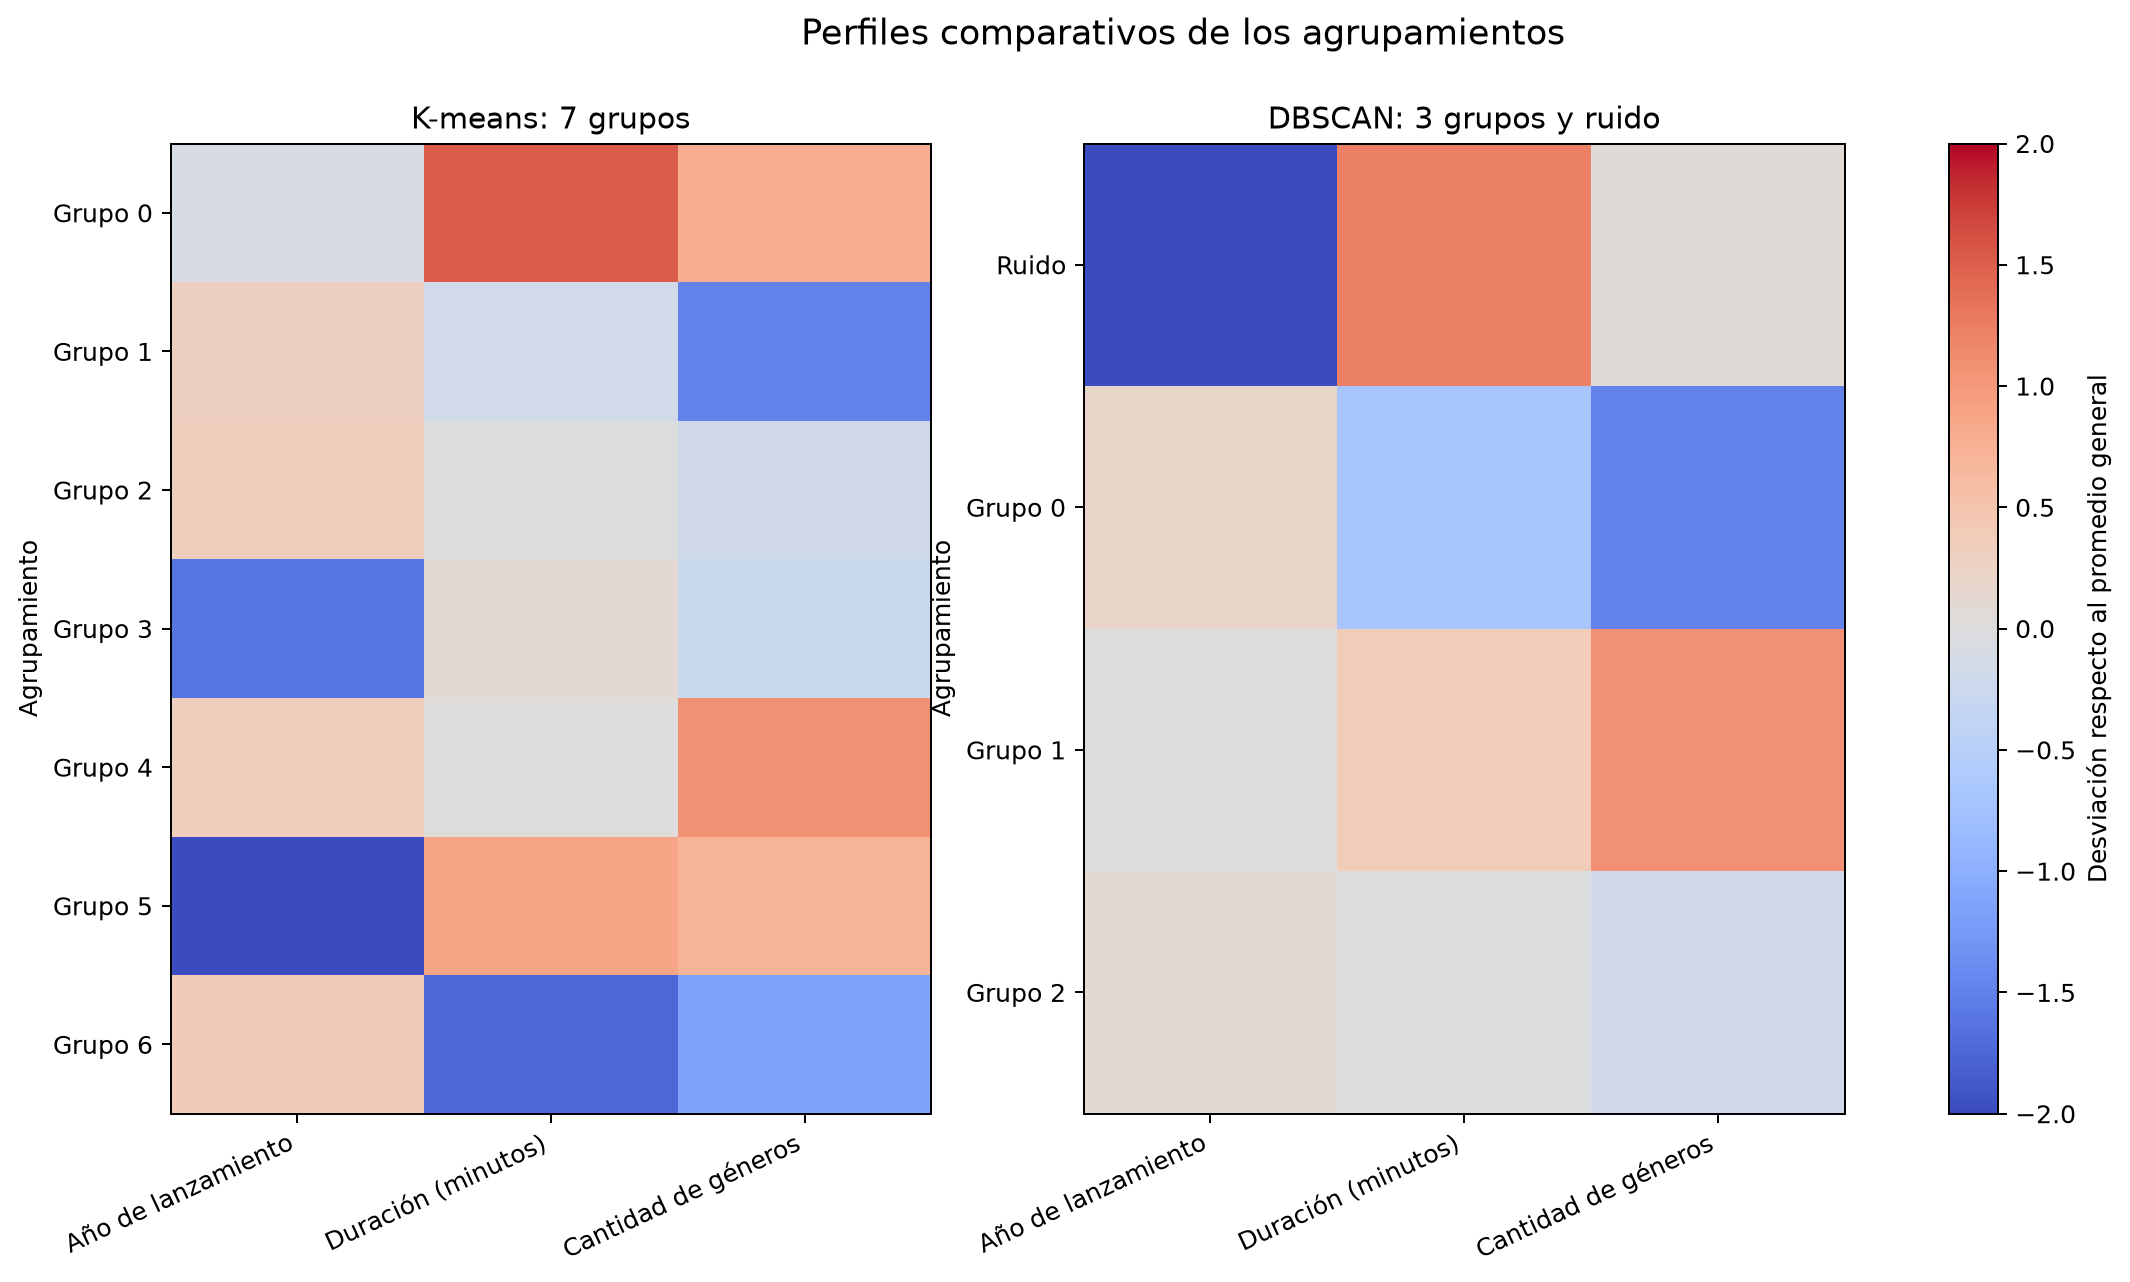 Perfiles comparativos de los agrupamientos
K-means: 7 grupos
Agrupamiento
Grupo 0
Grupo 1
Grupo 2
Grupo 3
Grupo 4
Grupo 5
Grupo 6
Año de lanzamiento
Duración (minutos)
Cantidad de géneros
DBSCAN: 3 grupos y ruido
Agrupamiento
Ruido
Grupo 0
Grupo 1
Grupo 2
Año de lanzamiento
Duración (minutos)
Cantidad de géneros
2.0
1.5
1.0
0.5
0.0
−0.5
−1.0
−1.5
−2.0
Desviación respecto al promedio general